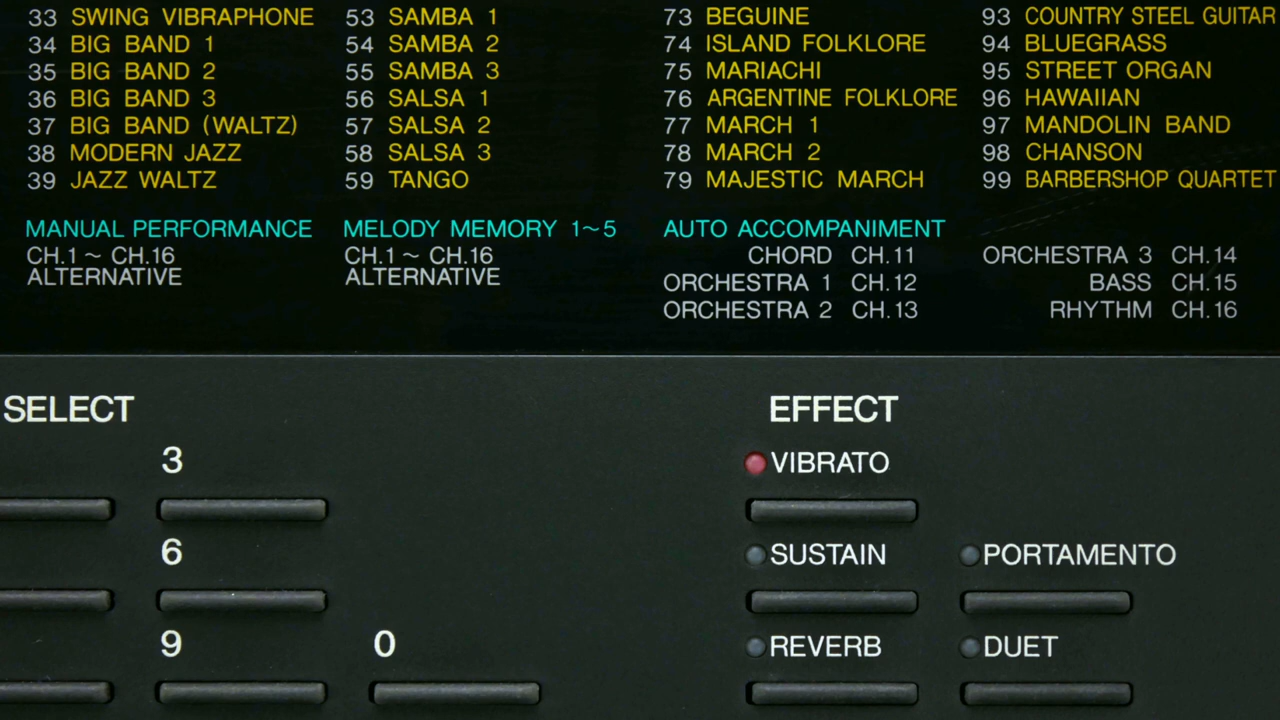 33 SWING VIBRAPHONE
34 BIG BAND 1
35 BIG BAND 2
36 BIG BAND 3
37 BIG BAND (WALTZ)
38 MODERN JAZZ
39 JAZZ WALTZ
53 SAMBA 1
54 SAMBA 2
55 SAMBA 3
56 SALSA 1
57 SALSA 2
58 SALSA 3
59 TANGO
73 BEGUINE
74 ISLAND FOLKLORE
75 MARIACHI
76 ARGENTINE FOLKLORE
77 MARCH 1
78 MARCH 2
79 MAJESTIC MARCH
93 COUNTRY STEEL GUITAR
94 BLUEGRASS
95 STREET ORGAN
96 HAWAIIAN
97 MANDOLIN BAND
98 CHANSON
99 BARBERSHOP QUARTET
MANUAL PERFORMANCE
CH.1 ~ CH.16
ALTERNATIVE
MELODY MEMORY 1~5
CH.1 ~ CH.16
ALTERNATIVE
AUTO ACCOMPANIMENT
CHORD CH.11
ORCHESTRA 1 CH.12
ORCHESTRA 2 CH.13
ORCHESTRA 3 CH.14
BASS CH.15
RHYTHM CH.16
SELECT
3
6
9 0
EFFECT
VIBRATO
SUSTAIN PORTAMENTO
REVERB DUET